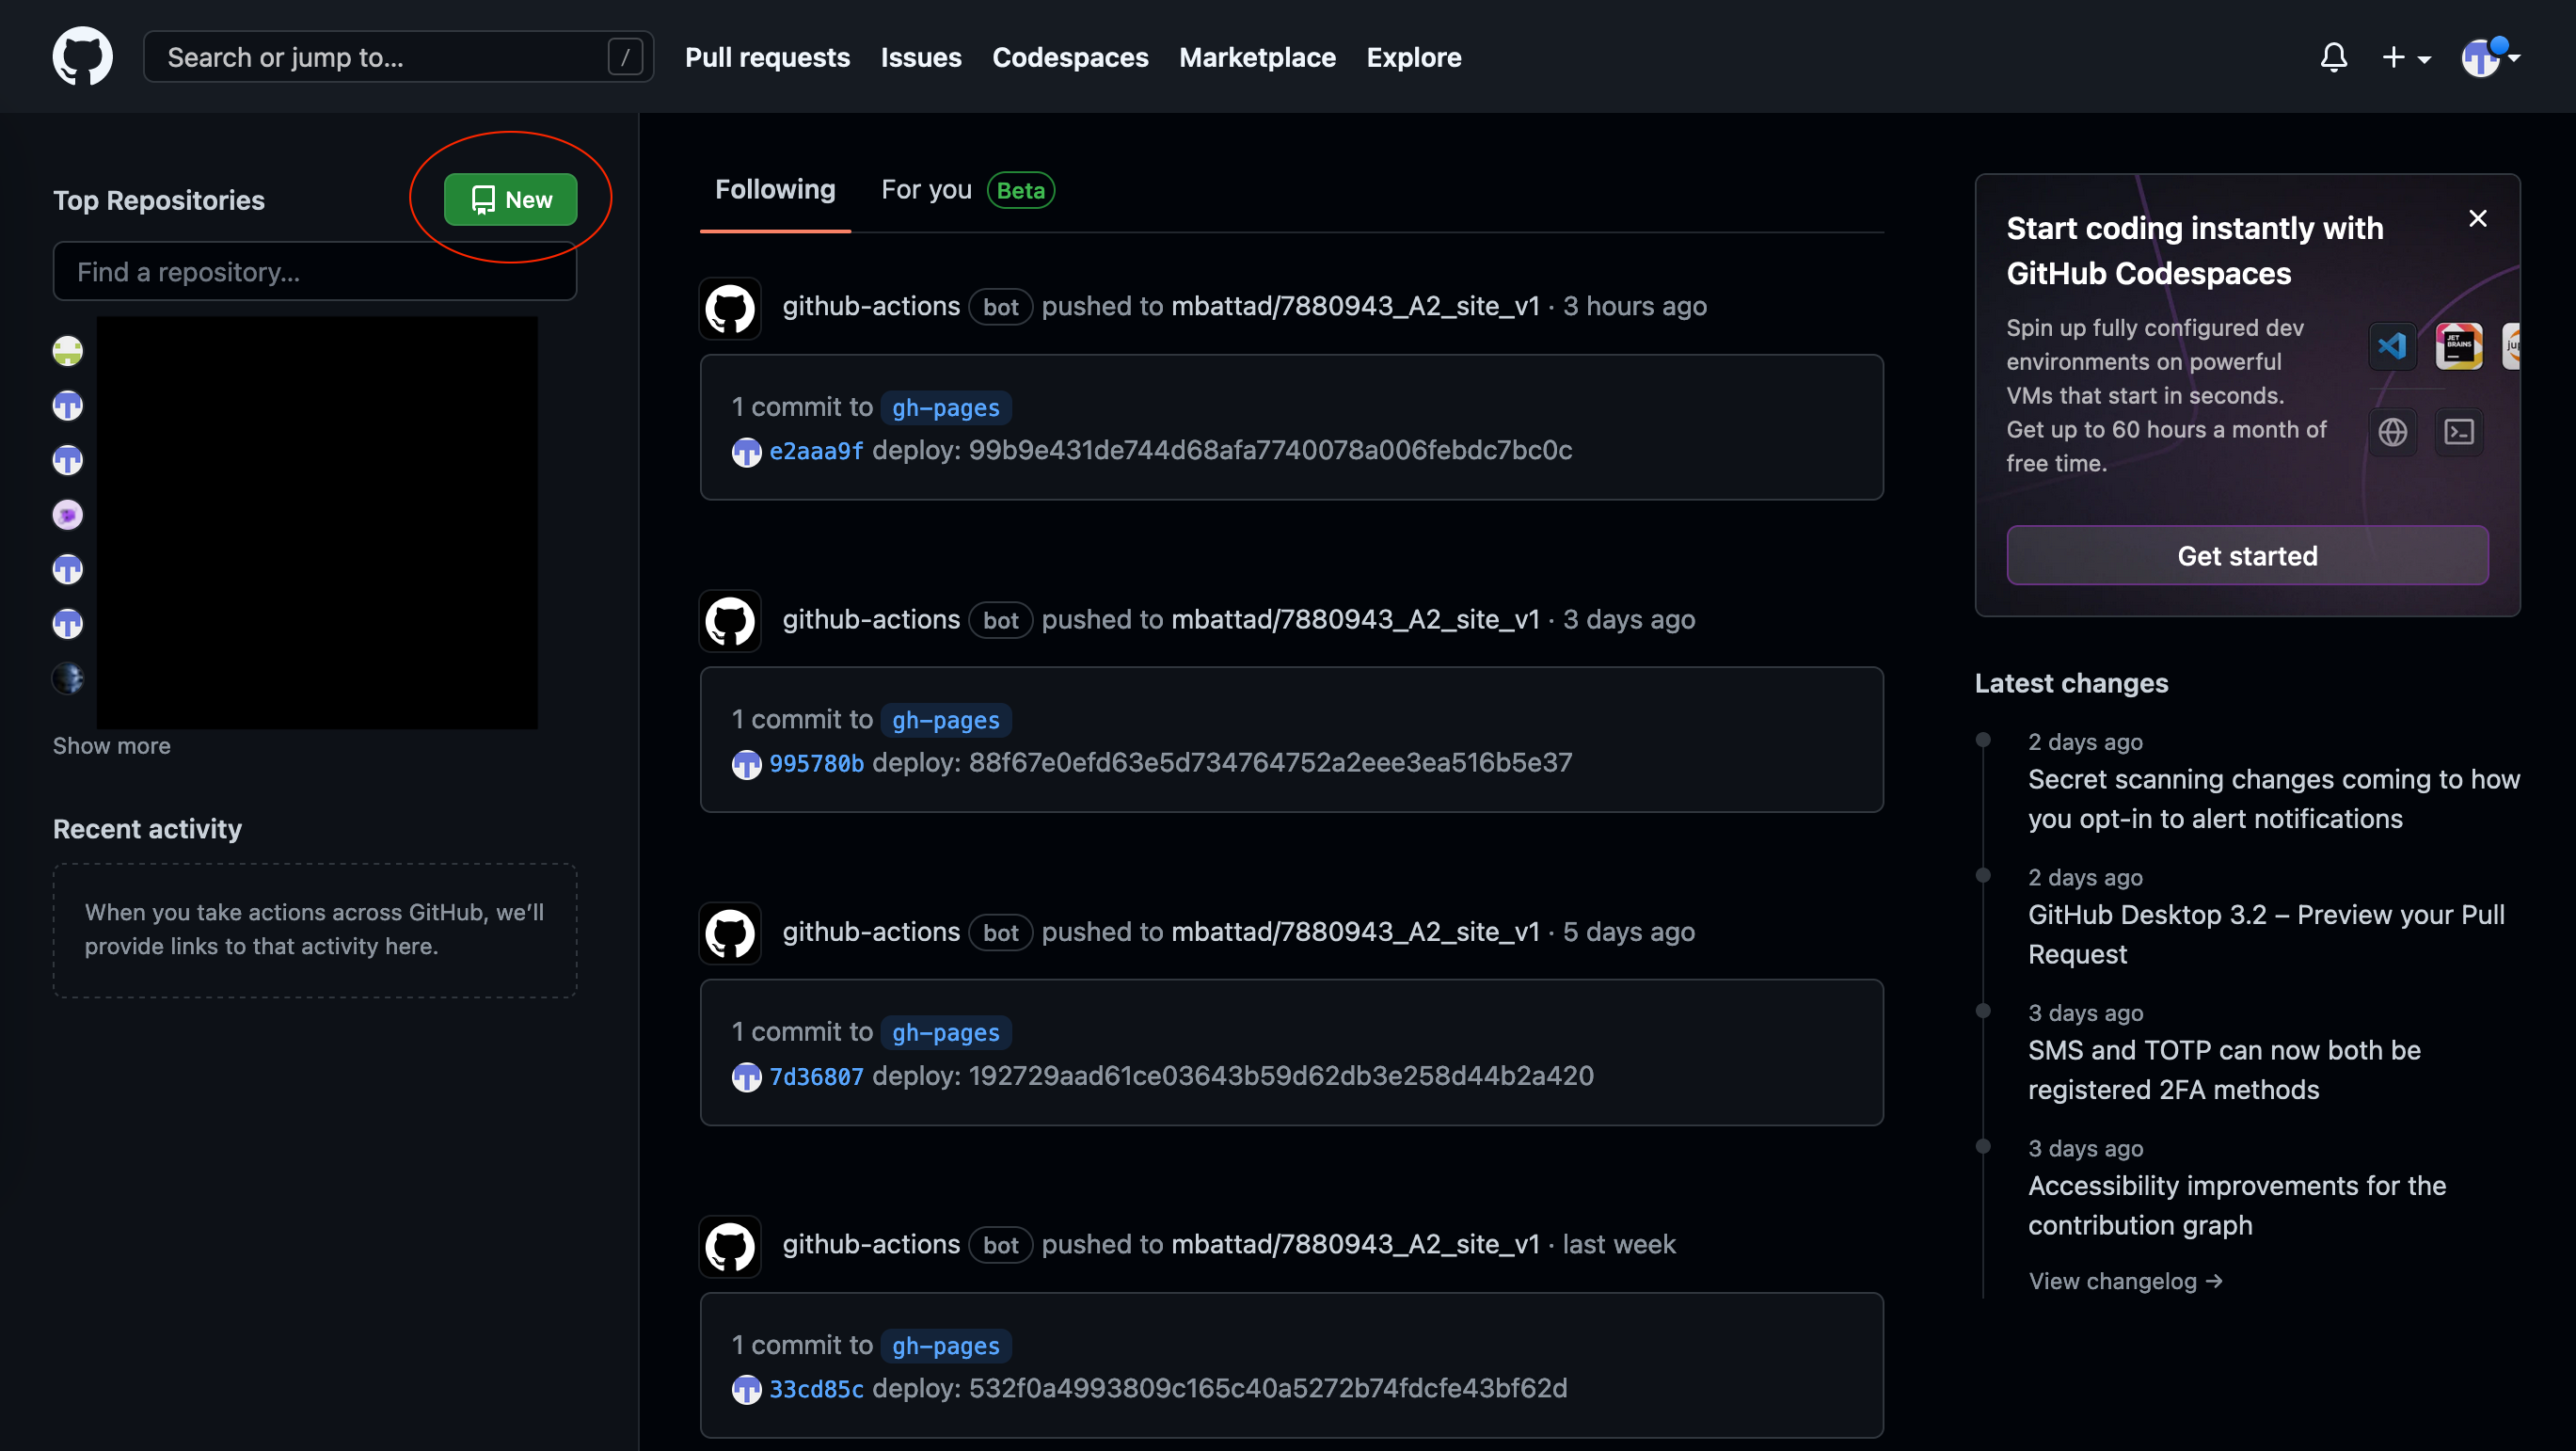 Search or jump to... /
Pull requests Issues Codespaces Marketplace Explore
Top Repositories
New
Find a repository...
Show more
Recent activity
When you take actions across GitHub, we’ll
provide links to that activity here.
Following For you Beta
github-actions bot pushed to mbattad/7880943_A2_site_v1 · 3 hours ago
1 commit to gh-pages
e2aaa9f deploy: 99b9e431de744d68afa7740078a006febdc7bc0c
github-actions bot pushed to mbattad/7880943_A2_site_v1 · 3 days ago
1 commit to gh-pages
995780b deploy: 88f67e0efd63e5d734764752a2eee3ea516b5e37
github-actions bot pushed to mbattad/7880943_A2_site_v1 · 5 days ago
1 commit to gh-pages
7d36807 deploy: 192729aad61ce03643b59d62db3e258d44b2a420
github-actions bot pushed to mbattad/7880943_A2_site_v1 · last week
1 commit to gh-pages
33cd85c deploy: 532f0a4993809c165c40a5272b74fdcfe43bf62d
Start coding instantly with
GitHub Codespaces
Spin up fully configured dev
environments on powerful
VMs that start in seconds.
Get up to 60 hours a month of
free time.
JET
BRAINS
Get started
Latest changes
2 days ago
Secret scanning changes coming to how
you opt-in to alert notifications
2 days ago
GitHub Desktop 3.2 – Preview your Pull
Request
3 days ago
SMS and TOTP can now both be
registered 2FA methods
3 days ago
Accessibility improvements for the
contribution graph
View changelog →